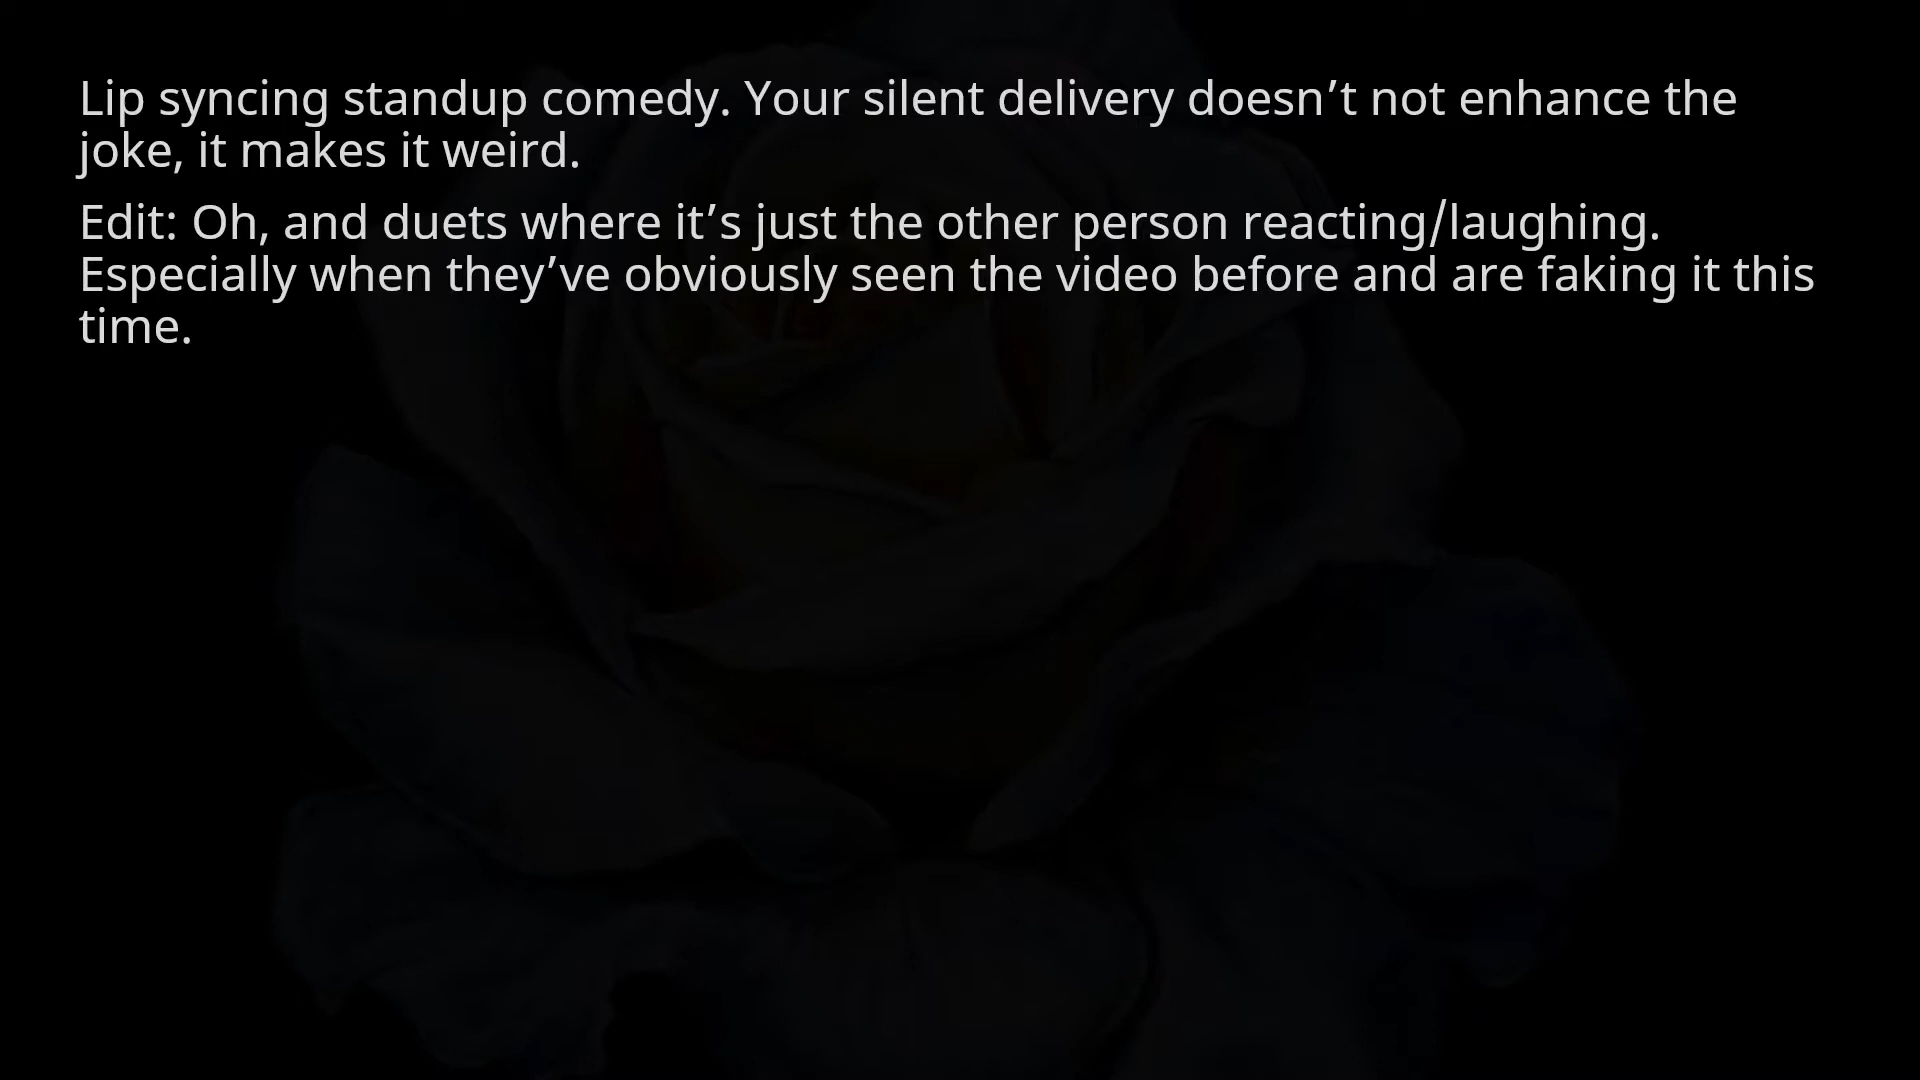 Lip syncing standup comedy. Your silent delivery doesn’t not enhance the
joke, it makes it weird.
Edit: Oh, and duets where it’s just the other person reacting/laughing.
Especially when they’ve obviously seen the video before and are faking it this
time.